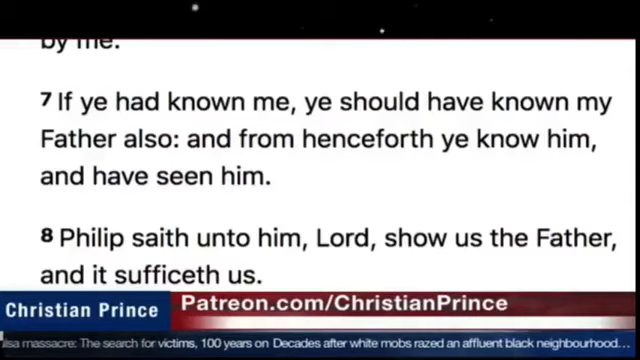 by me.
7 If ye had known me, ye should have known my
Father also: and from henceforth ye know him,
and have seen him.
8 Philip saith unto him, Lord, show us the Father,
and it sufficeth us.
Christian Prince
Patreon.com/ChristianPrince
ulsa massacre: The search for victims, 100 years on Decades after white mobs razed an affluent black neighbourhood...